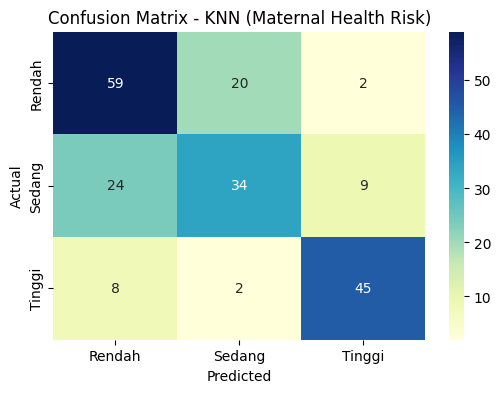 Confusion Matrix - KNN (Maternal Health Risk)
Actual
Rendah
59 20 2
Sedang
24 34 9
Tinggi
8 2 45
Rendah Sedang Tinggi
Predicted
50
40
30
20
10